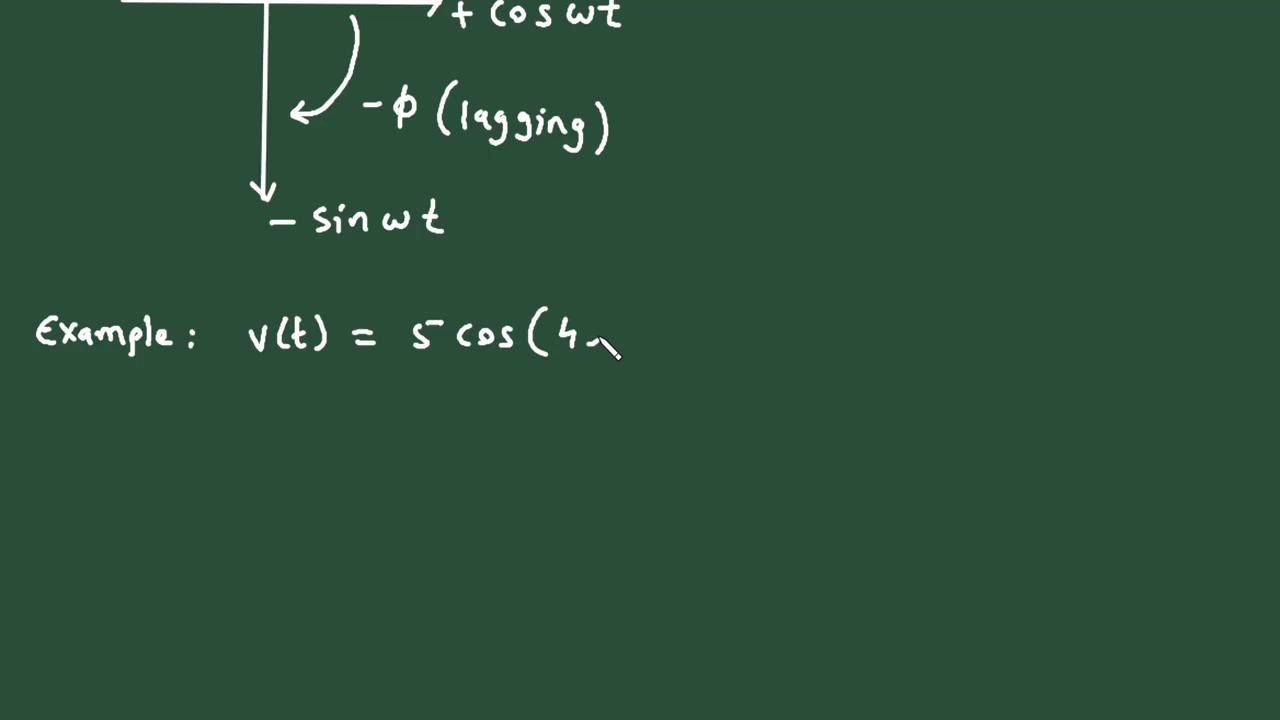 + cos ωt
- ϕ (lagging)
- sin ωt
Example: v(t) = 5 cos(4